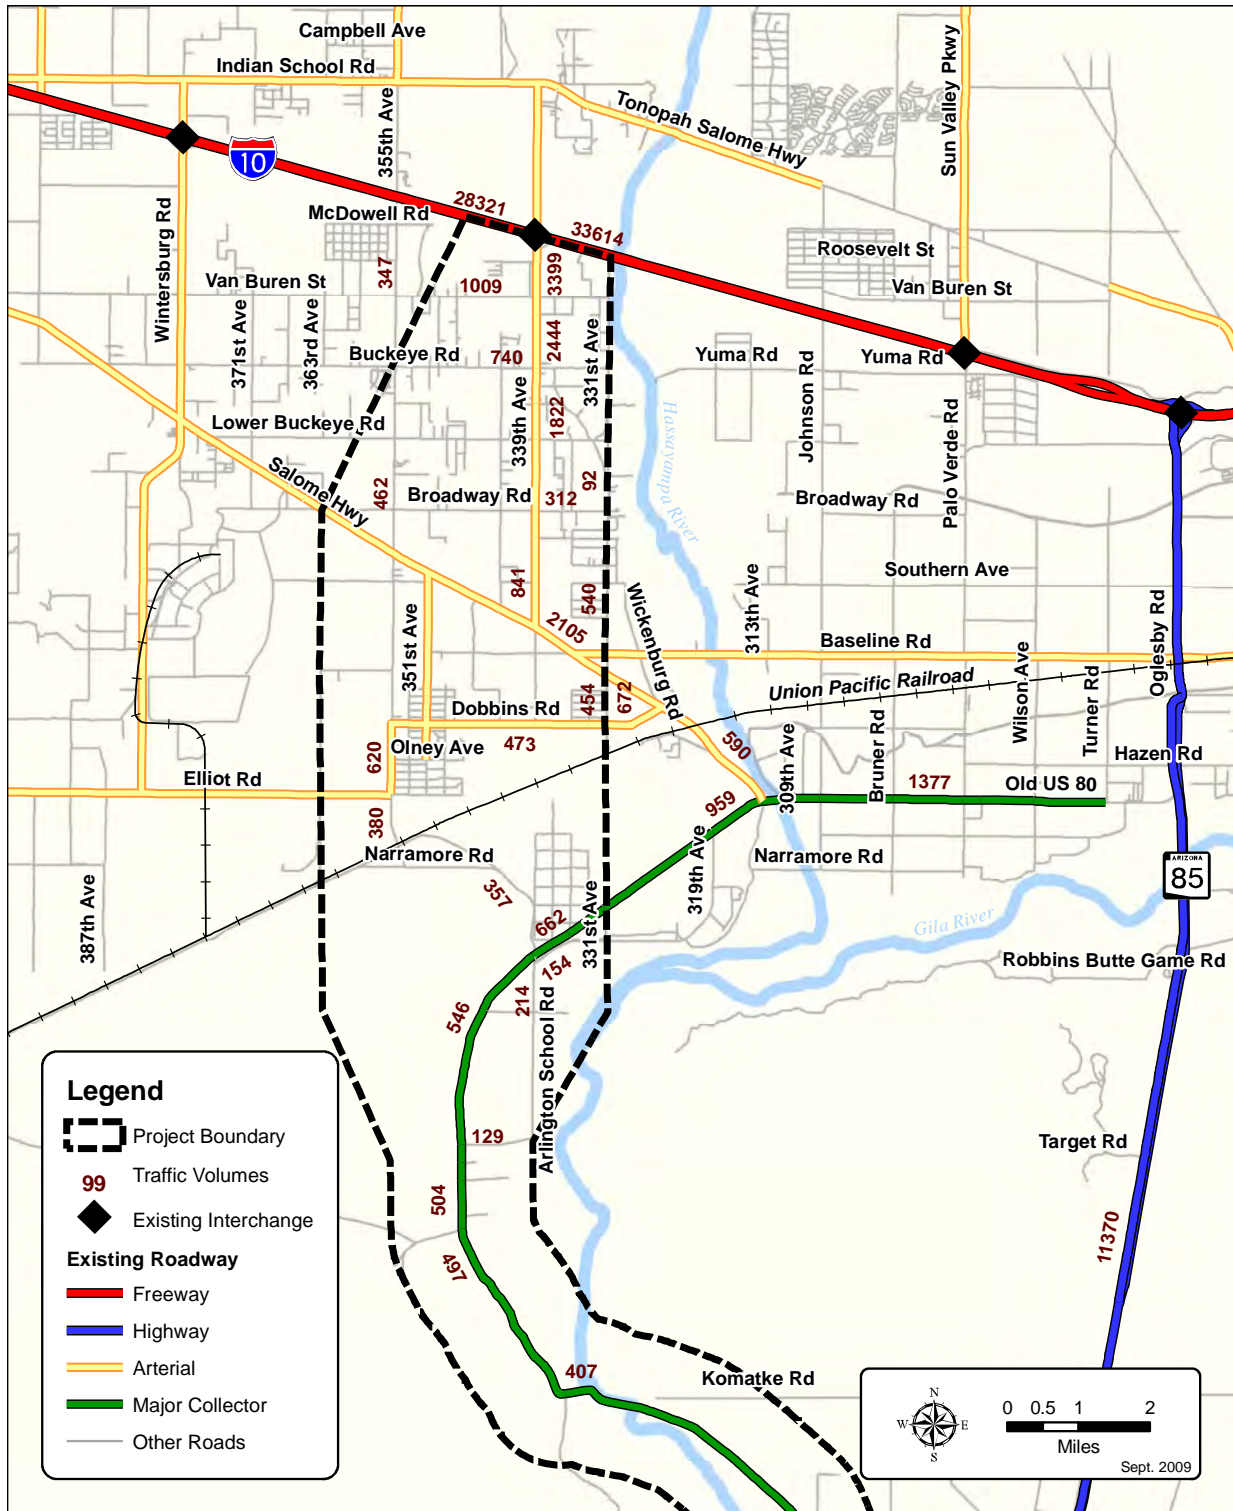 Campbell Ave
Indian School Rd
Tonopah Salome Hwy
Sun Valley Pkwy
355th Ave
10
28321
McDowell Rd
33614
Wintersburg Rd
Roosevelt St
347
Van Buren St
1009
3399
Van Buren St
371st Ave
363rd Ave
Buckeye Rd
740
2444
331st Ave
Yuma Rd
Yuma Rd
Johnson Rd
Lower Buckeye Rd
339th Ave
1822
Hassayampa River
Palo Verde Rd
Salome Hwy
462
Broadway Rd
312
92
Broadway Rd
841
540
Southern Ave
313th Ave
Wickenburg Rd
2105
Baseline Rd
Oglesby Rd
351st Ave
Union Pacific Railroad
Wilson Ave
Turner Rd
454
672
Dobbins Rd
Olney Ave
473
620
590
309th Ave
Bruner Rd
Hazen Rd
Elliot Rd
1377
Old US 80
380
959
Narramore Rd
319th Ave
Narramore Rd
ARIZONA
85
387th Ave
357
662
331st Ave
Gila River
154
Robbins Butte Game Rd
214
546
Arlington School Rd
129
Target Rd
504
497
11370
407
Komatke Rd
Legend
Project Boundary
99 Traffic Volumes
Existing Interchange
Existing Roadway
Freeway
Highway
Arterial
Major Collector
Other Roads
N
W E
S
0 0.5 1 2
Miles
Sept. 2009